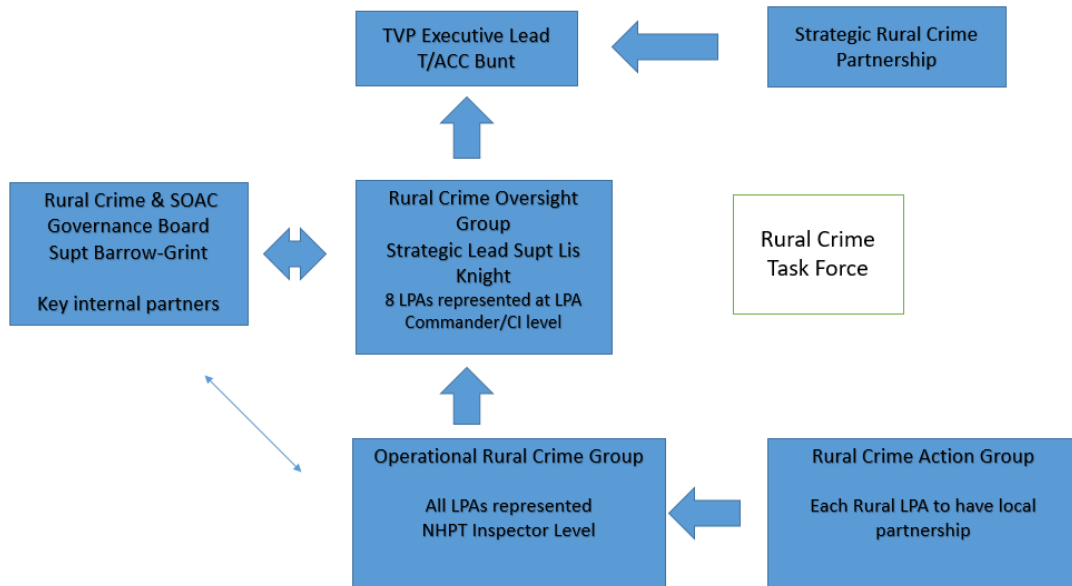 TVP Executive Lead
T/ACC Bunt
Strategic Rural Crime
Partnership
Rural Crime & SOAC
Governance Board
Supt Barrow-Grint
Key internal partners
Rural Crime Oversight
Group
Strategic Lead Supt Lis
Knight
8 LPAs represented at LPA
Commander/CI level
Rural Crime
Task Force
Operational Rural Crime Group
All LPAs represented
NHPT Inspector Level
Rural Crime Action Group
Each Rural LPA to have local
partnership